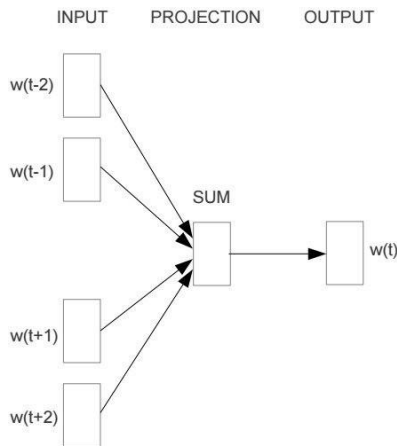 INPUT PROJECTION OUTPUT
w(t-2)
w(t-1)
SUM
w(t)
w(t+1)
w(t+2)